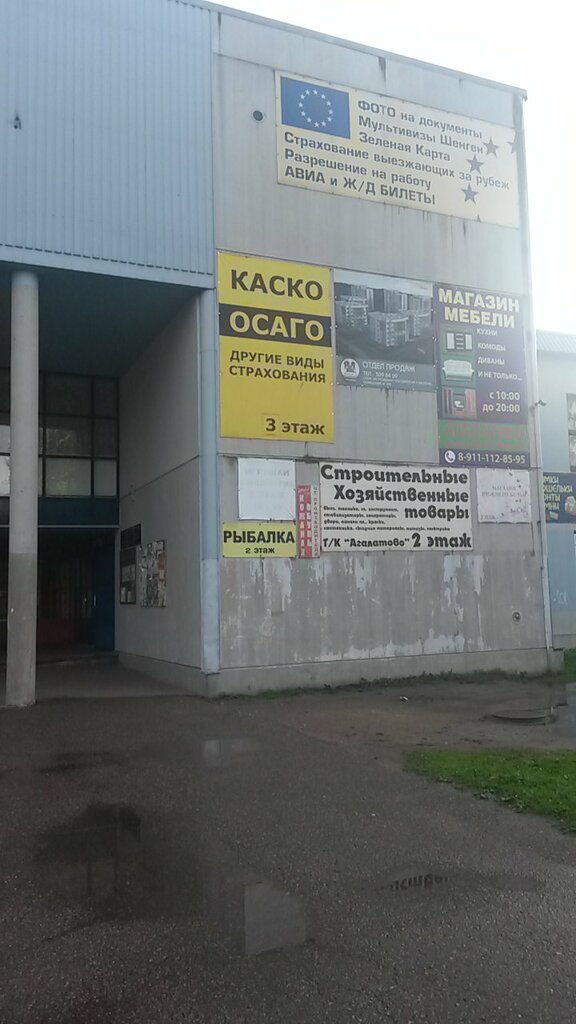 ФОТО на документы
Мультивизы Шенген
Зеленая Карта
Страхование выезжающих за рубеж
Разрешение на работу
АВИА и Ж/Д БИЛЕТЫ
КАСКО
ОСАГО
ДРУГИЕ ВИДЫ
СТРАХОВАНИЯ
3 этаж
ОТДЕЛ ПРОДАЖ
МАГАЗИН
МЕБЕЛИ
КУХНИ
КОМОДЫ
ДИВАНЫ
И НЕ ТОЛЬКО...
с 10:00
до 20:00
8-911-112-85-95
Строительные
Хозяйственные
товары
Т/К "Агалатово" 2 этаж
РЫБАЛКА
2 этаж
МАГАЗИН